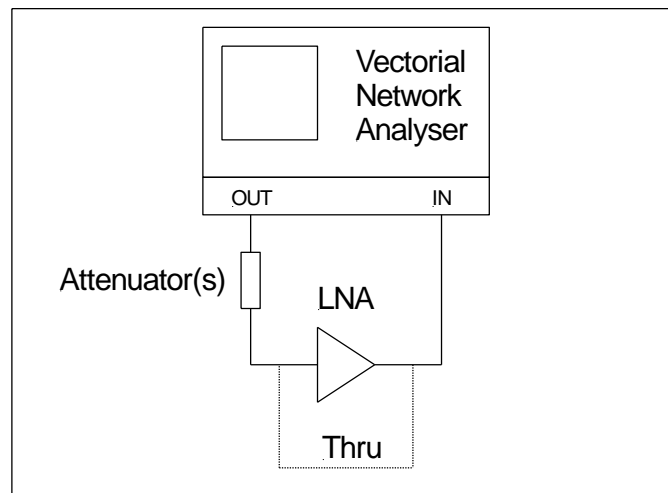 Vectorial
Network
Analyser
OUT IN
Attenuator(s)
LNA
Thru